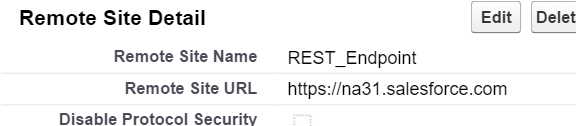 Remote Site Detail Edit Delet
Remote Site Name REST_Endpoint
Remote Site URL https://na31.salesforce.com
Disable Protocol Security